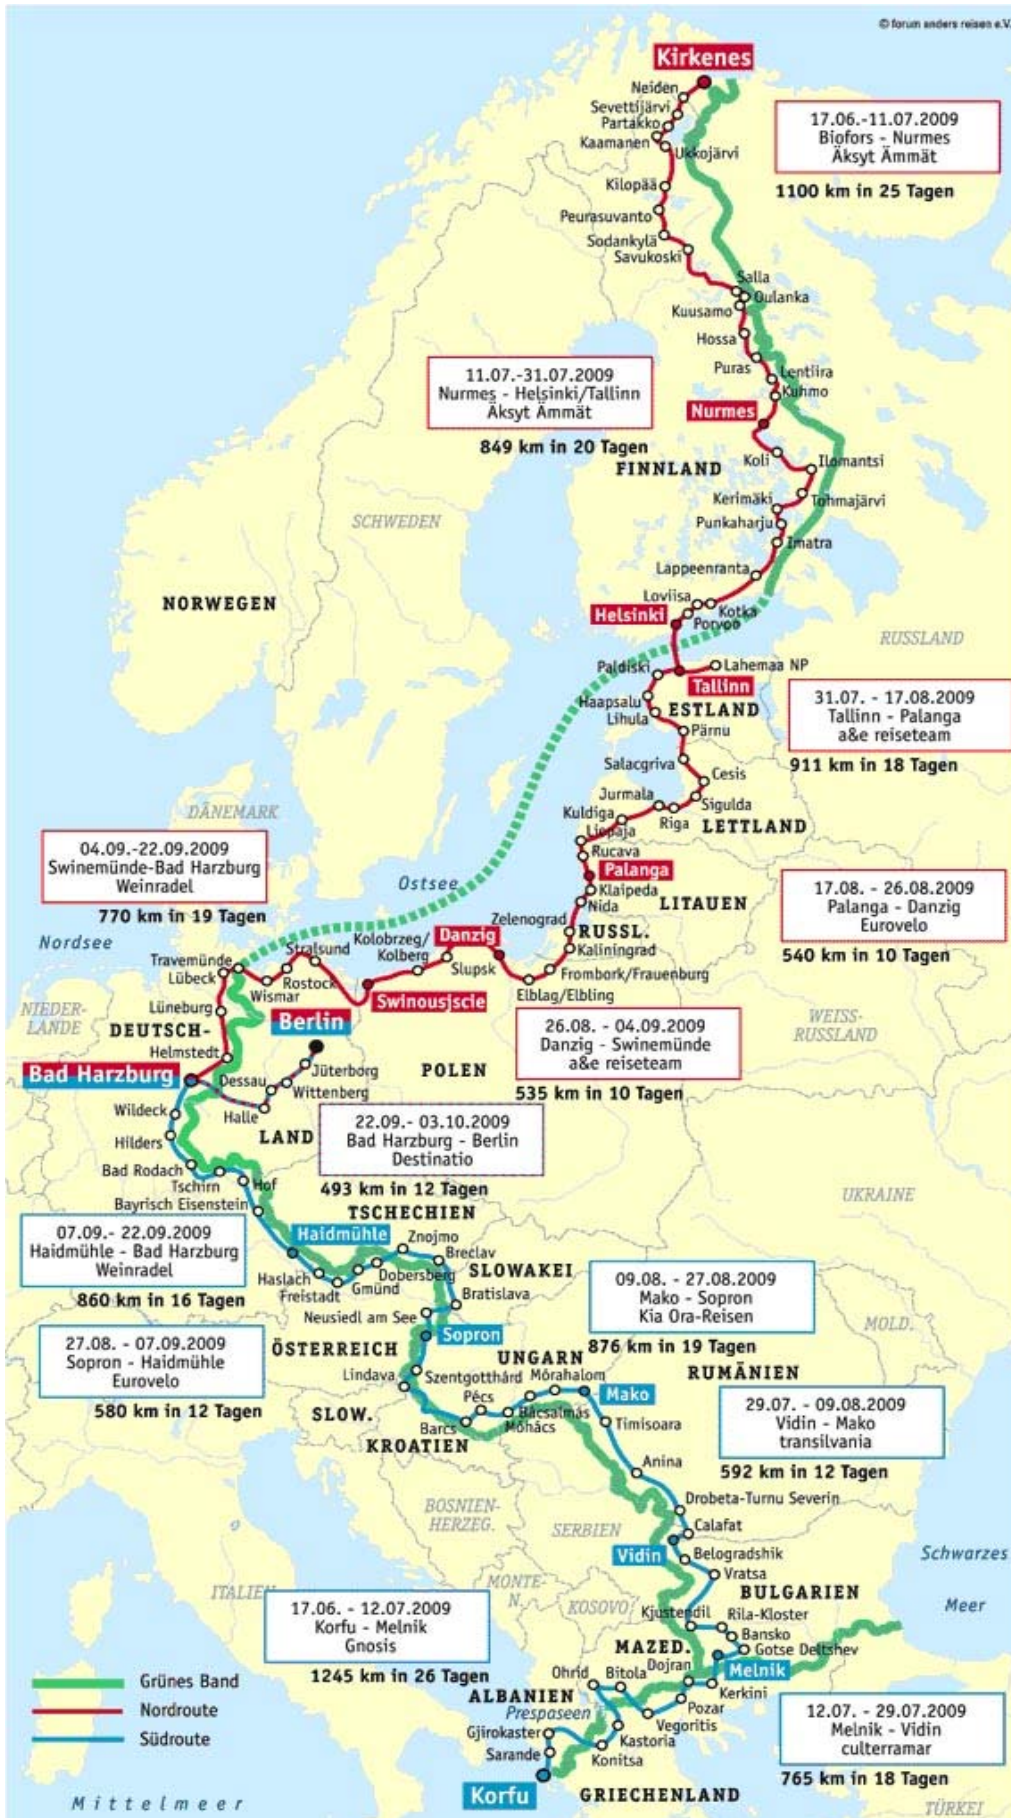 © forum anders reisen e.V.
Kirkenes
Neiden
Sevettijärvi
Partakko
Kaamanen
Ukkojärvi
17.06.-11.07.2009
Biofors - Nurmes
Äksyt Ämmät
1100 km in 25 Tagen
Kilopää
Peurasuvanto
Sodankylä
Savukoski
Salla
Oulanka
Kuusamo
Hossa
Puras
Lentiira
Kuhmo
11.07.-31.07.2009
Nurmes - Helsinki/Tallinn
Äksyt Ämmät
849 km in 20 Tagen
Nurmes
Koli
Ilomantsi
FINNLAND
Kerimäki
Tohmajärvi
Punkaharju
Imatra
SCHWEDEN
Lappeenranta
NORWEGEN
Loviisa
Kotka
Helsinki
Porvoo
RUSSLAND
Paldiski
Lahemaa NP
Tallinn
Haapsalu
ESTLAND
Lihula
Pärnu
31.07. - 17.08.2009
Tallinn - Palanga
a&e reiseteam
911 km in 18 Tagen
Salacgriva
Cesis
Jurmala
Sigulda
Kuldiga
Riga
LETTLAND
DÄNEMARK
Liepaja
Rucava
04.09.-22.09.2009
Swinemünde-Bad Harzburg
Weinradel
770 km in 19 Tagen
Ostsee
Palanga
Klaipeda
LITAUEN
Nida
17.08. - 26.08.2009
Palanga - Danzig
Eurovelo
540 km in 10 Tagen
Nordsee
Zelenograd
RUSSL.
Danzig
Kolobrzeg/
Kolberg
Kaliningrad
Stralsund
Travemünde
Lübeck
Slupsk
Frombork/Frauenburg
Rostock
Wismar
Swinousjscie
Elblag/Elbling
NIEDER-
LÄNDE
Lüneburg
Berlin
WEISS-
RUSSLAND
DEUTSCH-
26.08. - 04.09.2009
Danzig - Swinemünde
a&e reiseteam
535 km in 10 Tagen
Helmstedt
Bad Harzburg
Jüterborg
POLEN
Dessau
Wittenberg
Wildeck
Halle
LAND
22.09.- 03.10.2009
Bad Harzburg - Berlin
Destinatio
493 km in 12 Tagen
Hilders
Bad Rodach
Tschirn
Hof
Bayrisch Eisenstein
UKRAINE
TSCHECHIEN
07.09.- 22.09.2009
Haidmühle - Bad Harzburg
Weinradel
860 km in 16 Tagen
Haidmühle
Znojmo
Breclav
SLOWAKEI
Haslach
Dobersberg
Gmünd
Freistadt
Bratislava
Neusiedl am See
09.08. - 27.08.2009
Mako - Sopron
Kia Ora-Reisen
876 km in 19 Tagen
MOLD.
Sopron
27.08. - 07.09.2009
Sopron - Haidmühle
Eurovelo
580 km in 12 Tagen
ÖSTERREICH
UNGARN
RUMÄNIEN
Szentgotthárd
Lindava
Mórahalom
Mako
Pécs
SLOW.
Bácsalmás
Barcs
Mohács
Timisoara
KROATIEN
29.07. - 09.08.2009
Vidin - Mako
transilvania
592 km in 12 Tagen
Anina
BOSNIEN-
HERZEG.
Drobeta-Turnu Severin
SERBIEN
Calafat
Vidin
Belogradshik
Schwarzes
Meer
Vratsa
ITALIEN
MONTE-
N.
KOSOVO
BULGARIEN
17.06. - 12.07.2009
Korfu - Melnik
Gnosis
1245 km in 26 Tagen
Kjustendil
Rila-Kloster
Bansko
MAZED.
Gotse Deltshev
Dojran
Melnik
Ohrid
Bitola
Kerkini
Grünes Band
Nordroute
Südroute
ALBANIEN
Prespaseen
Pozar
Vegoritis
Gjirokaster
Kastoria
Sarande
Konitsa
12.07. - 29.07.2009
Melnik - Vidin
culterramar
765 km in 18 Tagen
Korfu
GRIECHENLAND
Mittelmeer
TÜRKEI